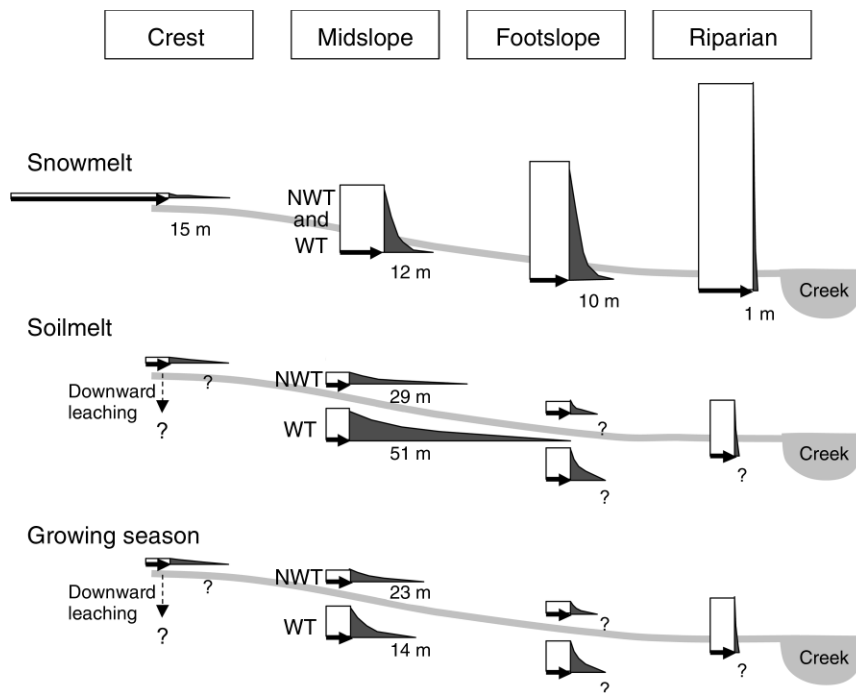 Crest Midslope Footslope Riparian
Snowmelt
NWT
and
WT
15 m
12 m
10 m
1 m
Creek
Soilmelt
Downward
leaching
?
?
NWT
29 m
WT
51 m
?
?
?
Creek
Growing season
Downward
leaching
?
?
NWT
23 m
WT
14 m
?
?
?
Creek